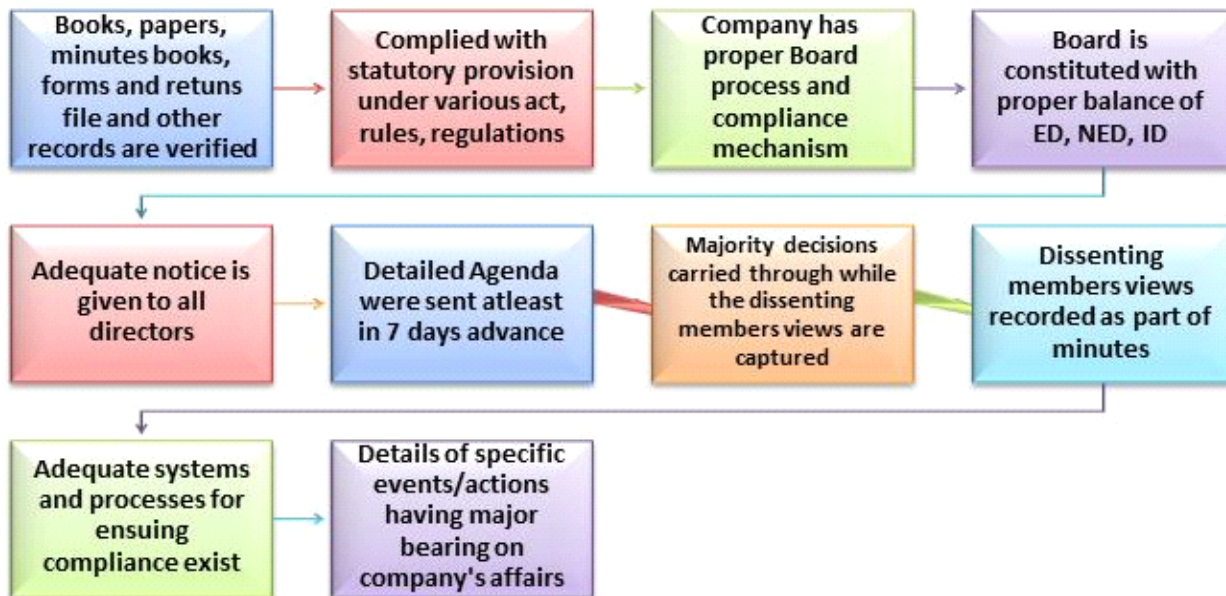 Books, papers,
minutes books,
forms and retuns
file and other
records are verified
Complied with
statutory provision
under various act,
rules, regulations
Company has
proper Board
process and
compliance
mechanism
Board is
constituted with
proper balance of
ED, NED, ID
Adequate notice is
given to all
directors
Detailed Agenda
were sent atleast
in 7 days advance
Majority decisions
carried through while
the dissenting
members views are
captured
Dissenting
members views
recorded as part of
minutes
Adequate systems
and processes for
ensuing
compliance exist
Details of specific
events/actions
having major
bearing on
company's affairs